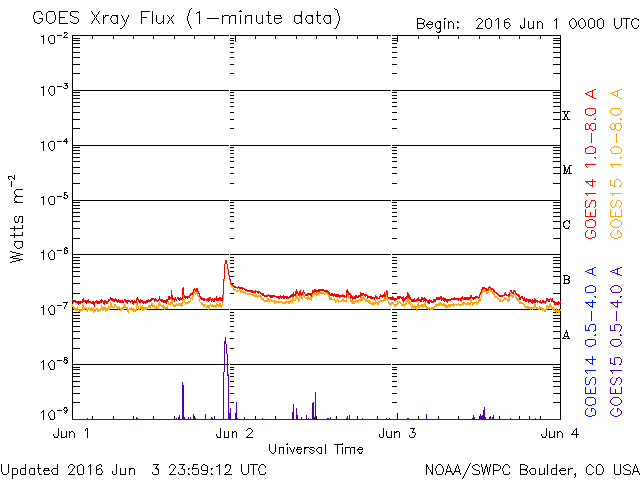 GOES Xray Flux (1-minute data)
Begin: 2016 Jun 1 0000 UTC
10⁻²
10⁻³
10⁻⁴
10⁻⁵
10⁻⁶
10⁻⁷
10⁻⁸
10⁻⁹
Watts m⁻²
X
M
C
B
A
GOES14 1.0-8.0 A
GOES15 1.0-8.0 A
GOES14 0.5-4.0 A
GOES15 0.5-4.0 A
Jun 1
Jun 2
Jun 3
Jun 4
Universal Time
Updated 2016 Jun 3 23:59:12 UTC
NOAA/SWPC Boulder, CO USA